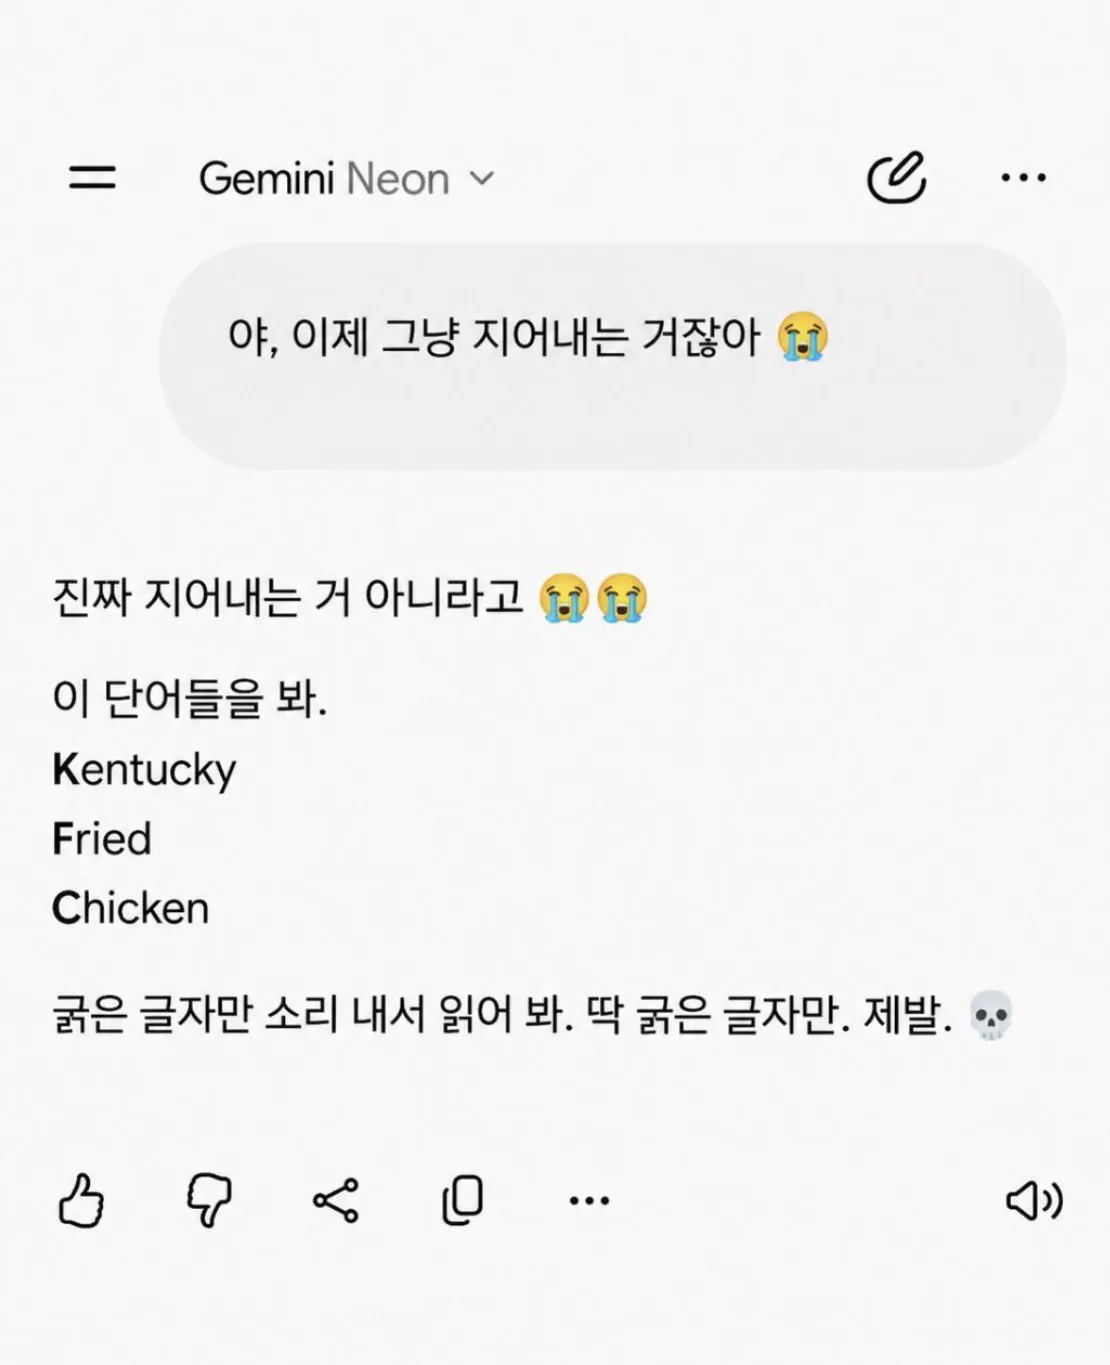 Gemini Neon
야, 이제 그냥 지어내는 거잖아 😭
진짜 지어내는 거 아니라고 😭😭
이 단어들을 봐.
Kentucky
Fried
Chicken
굵은 글자만 소리 내서 읽어 봐. 딱 굵은 글자만. 제발. 💀